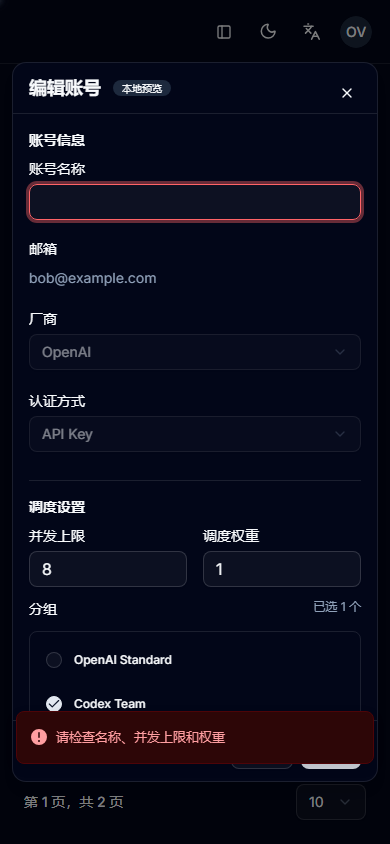 OV
编辑账号 本地预览
账号信息
账号名称
邮箱
bob@example.com
厂商
OpenAI
认证方式
API Key
调度设置
并发上限 调度权重
8 1
分组 已选 1 个
OpenAI Standard
Codex Team
请检查名称、并发上限和权重
第 1 页，共 2 页 10